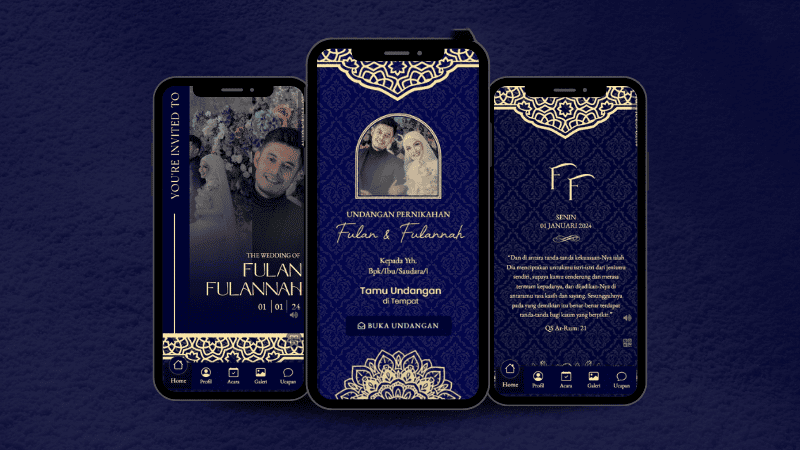 YOU'RE INVITED TO
THE WEDDING OF
FULAN
FULANNAH
01 | 01 | 24
Home
Profil
Acara
Galeri
Ucapan
UNDANGAN PERNIKAHAN
Fulan & Fulannah
Kepada Yth.
Bpk/Ibu/Saudara/i
Tamu Undangan
di Tempat
BUKA UNDANGAN
F
F
SENIN
01 JANUARI 2024
"Dan di antara tanda-tanda kekuasaan-Nya ialah
Dia menciptakan untukmu isteri-isteri dari jenismu
sendiri, supaya kamu cenderung dan merasa
tenteram kepadanya, dan dijadikan-Nya di
antaramu rasa kasih dan sayang. Sesungguhnya
pada yang demikian itu benar-benar terdapat
tanda-tanda bagi kaum yang berpikir."
QS Ar-Rum: 21
Home
Profil
Acara
Galeri
Ucapan